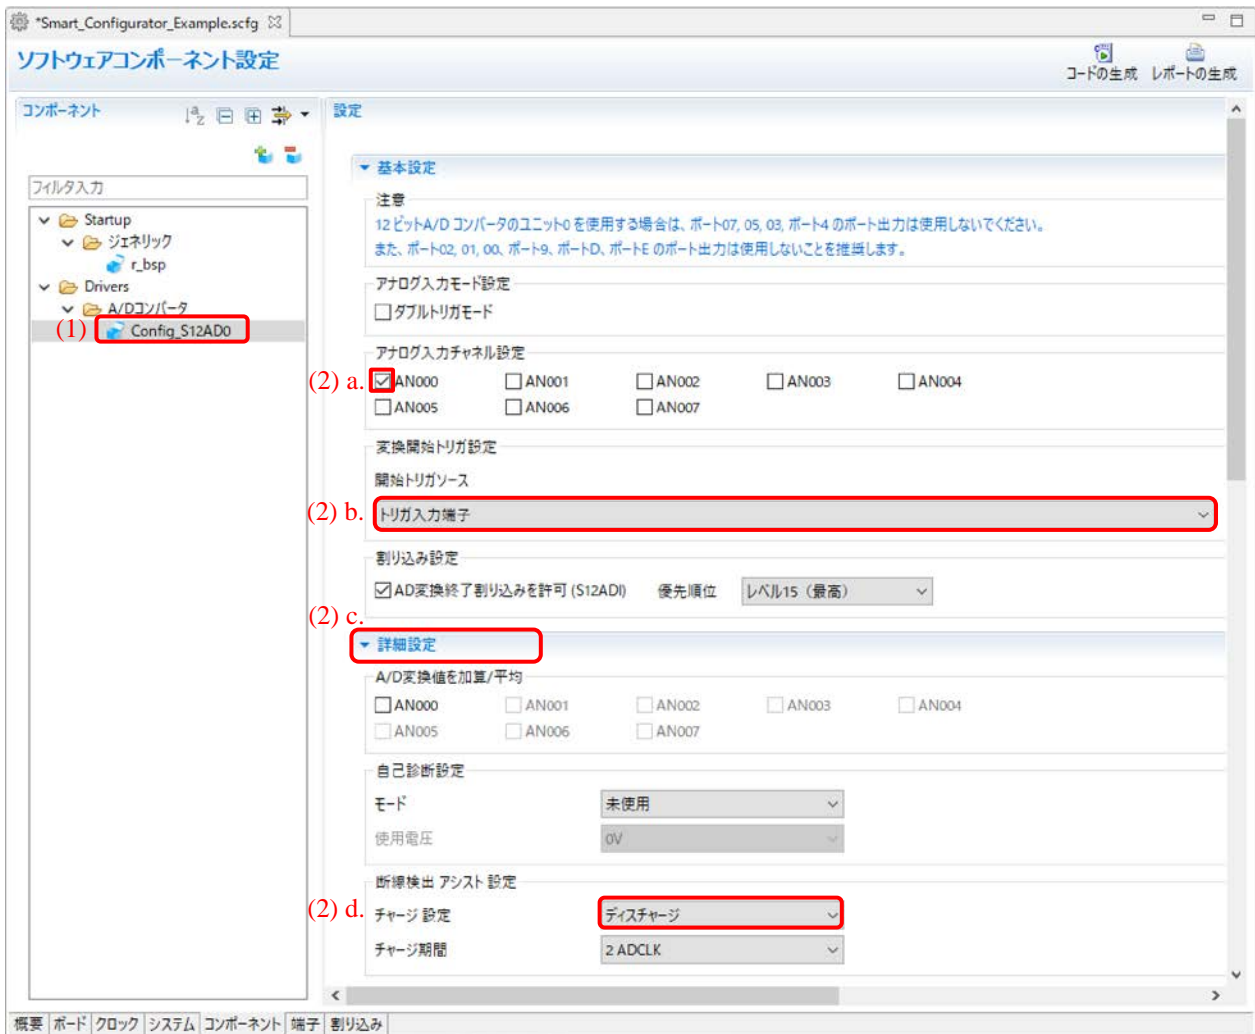 *Smart_Configurator_Example.scfg
ソフトウェアコンポーネント設定
コードの生成 レポートの生成
コンポーネント
フィルタ入力
Startup
ジェネリック
r_bsp
Drivers
A/Dコンバータ
(1) Config_S12AD0
設定
基本設定
注意
12 ビットA/D コンバータのユニット0 を使用する場合は、ポート07, 05, 03, ポート4 のポート出力は使用しないでください。
また、ポート02, 01, 00、ポート9、ポートD、ポートE のポート出力は使用しないことを推奨します。
アナログ入力モード設定
ダブルトリガモード
アナログ入力チャネル設定
(2) a. AN000 AN001 AN002 AN003 AN004
AN005 AN006 AN007
変換開始トリガ設定
開始トリガソース
(2) b. トリガ入力端子
割り込み設定
AD変換終了割り込みを許可 (S12ADI) 優先順位 レベル15（最高）
(2) c.
詳細設定
A/D変換値を加算/平均
AN000 AN001 AN002 AN003 AN004
AN005 AN006 AN007
自己診断設定
モード 未使用
使用電圧 0V
断線検出 アシスト 設定
(2) d. チャージ 設定 ディスチャージ
チャージ期間 2 ADCLK
概要 ボード クロック システム コンポーネント 端子 割り込み